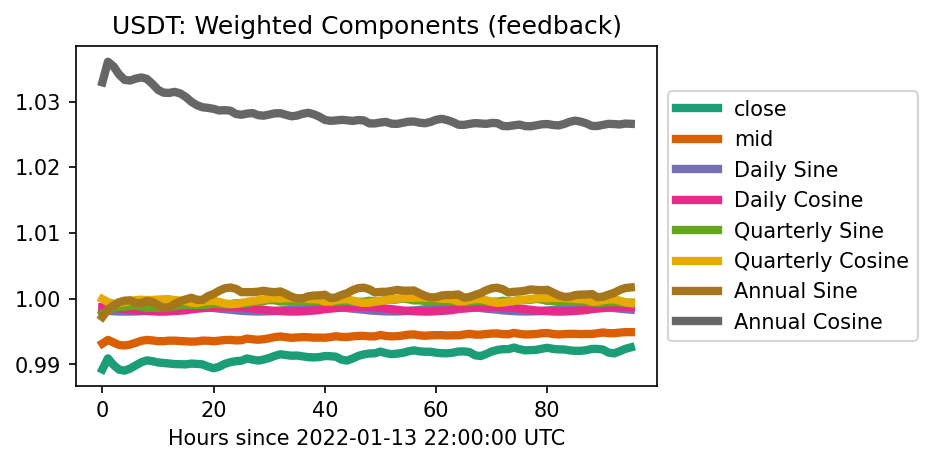 USDT: Weighted Components (feedback)
1.03
1.02
1.01
1.00
0.99
0
20
40
60
80
Hours since 2022-01-13 22:00:00 UTC
close
mid
Daily Sine
Daily Cosine
Quarterly Sine
Quarterly Cosine
Annual Sine
Annual Cosine